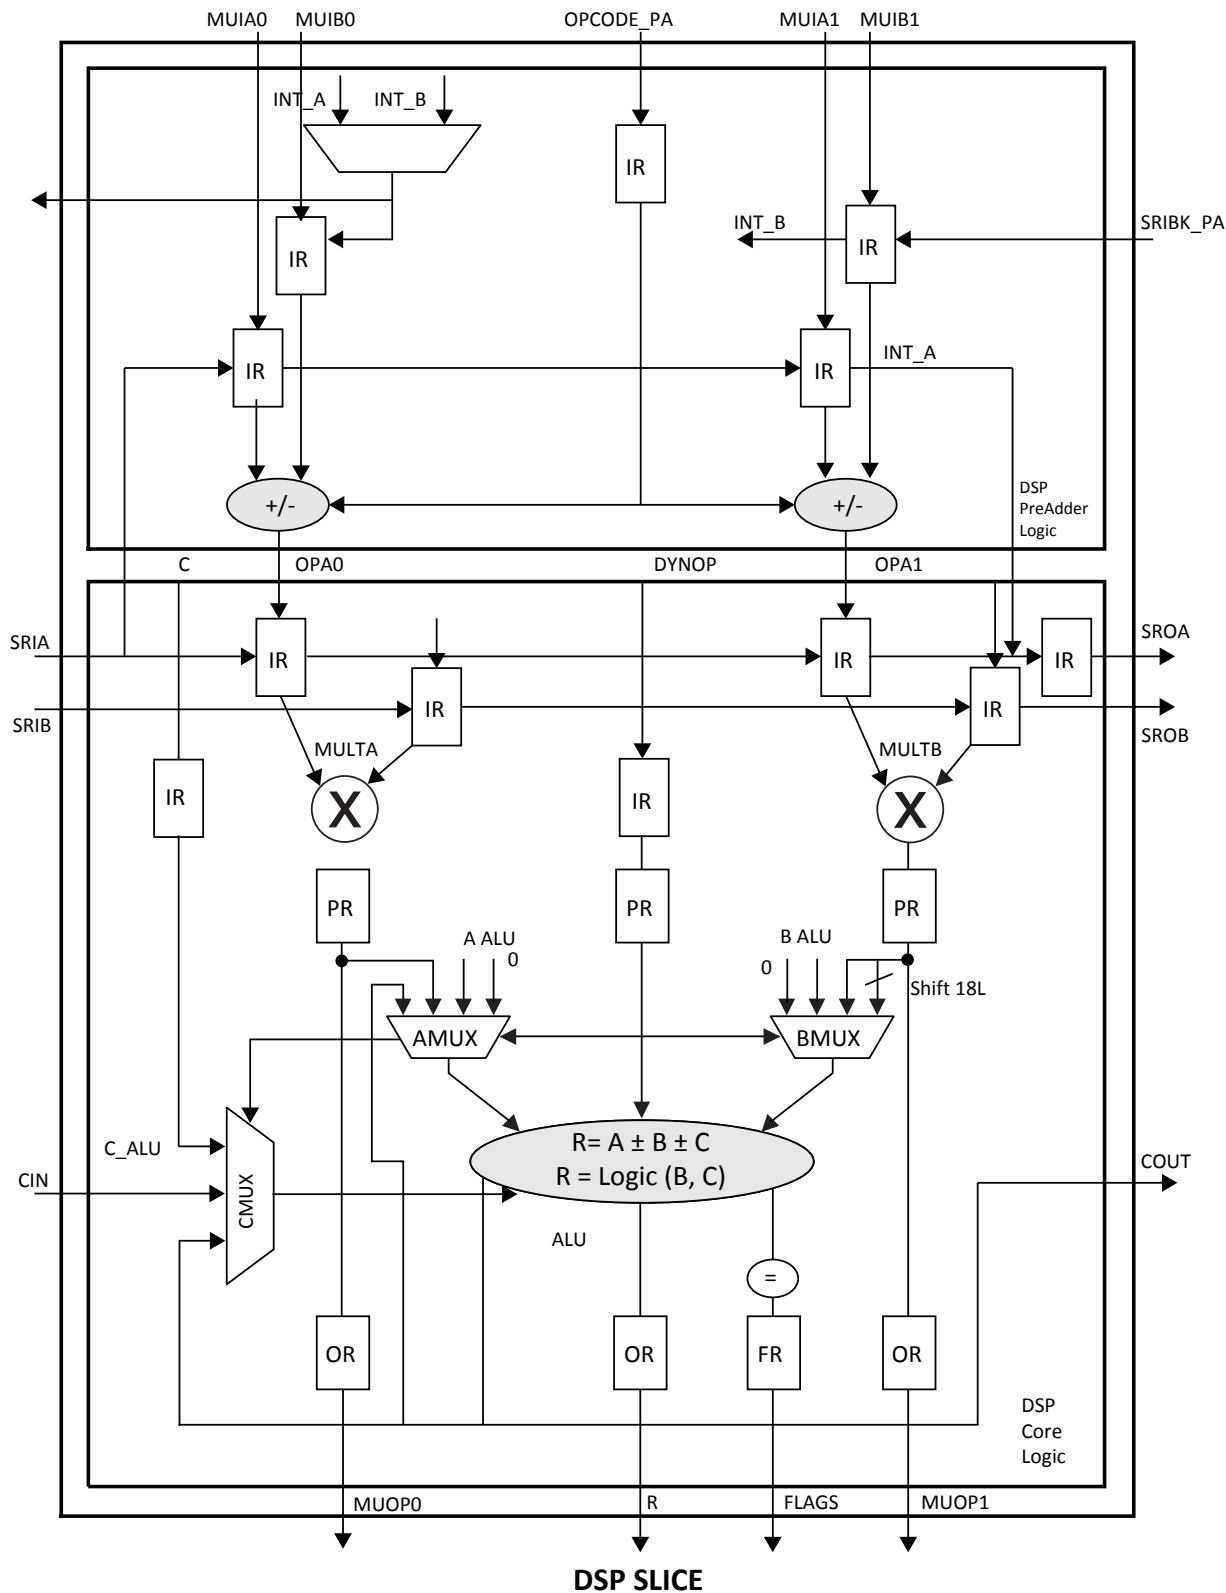 MUIA0 MUIB0 OPCODE_PA MUIA1 MUIB1
INT_A INT_B
IR
IR
INT_B
IR
SRIBK_PA
IR
IR
INT_A
+/-
+/-
DSP
PreAdder
Logic
C OPA0 DYNOP OPA1
SRIA
IR
IR
IR
SROA
SRIB
IR
IR
SROB
MULTA
MULTB
IR
X
IR
X
PR
PR
PR
A ALU
0
B ALU
0
Shift 18L
AMUX
BMUX
C_ALU
R= A ± B ± C
R = Logic (B, C)
COUT
CIN
CMUX
ALU
=
OR
OR
FR
OR
DSP
Core
Logic
MUOP0 R FLAGS MUOP1
DSP SLICE